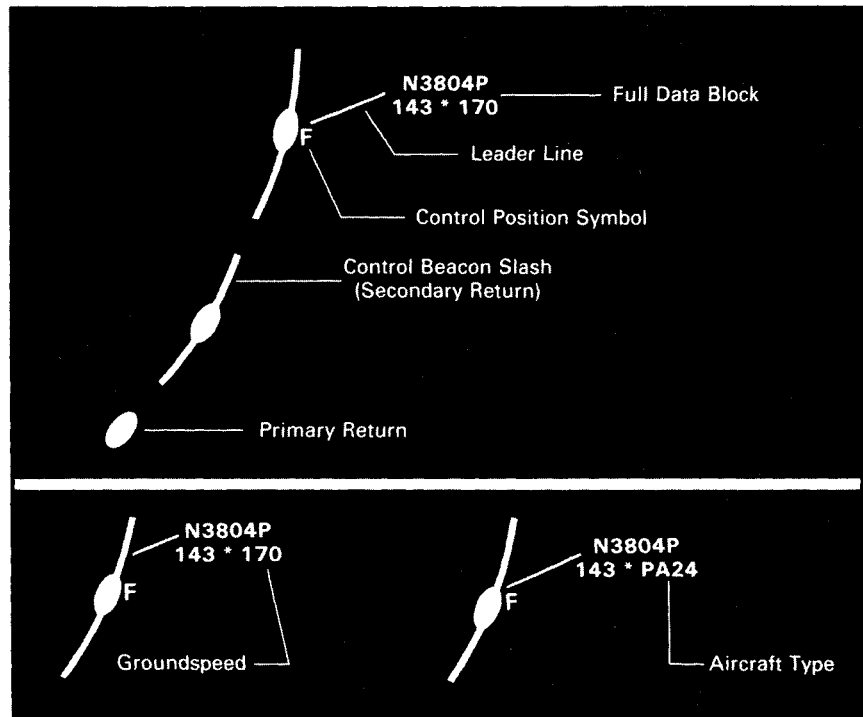 N3804P
143 * 170
Full Data Block
Leader Line
F
Control Position Symbol
Control Beacon Slash
(Secondary Return)
Primary Return
N3804P
143 * 170
F
Groundspeed
N3804P
143 * PA24
F
Aircraft Type